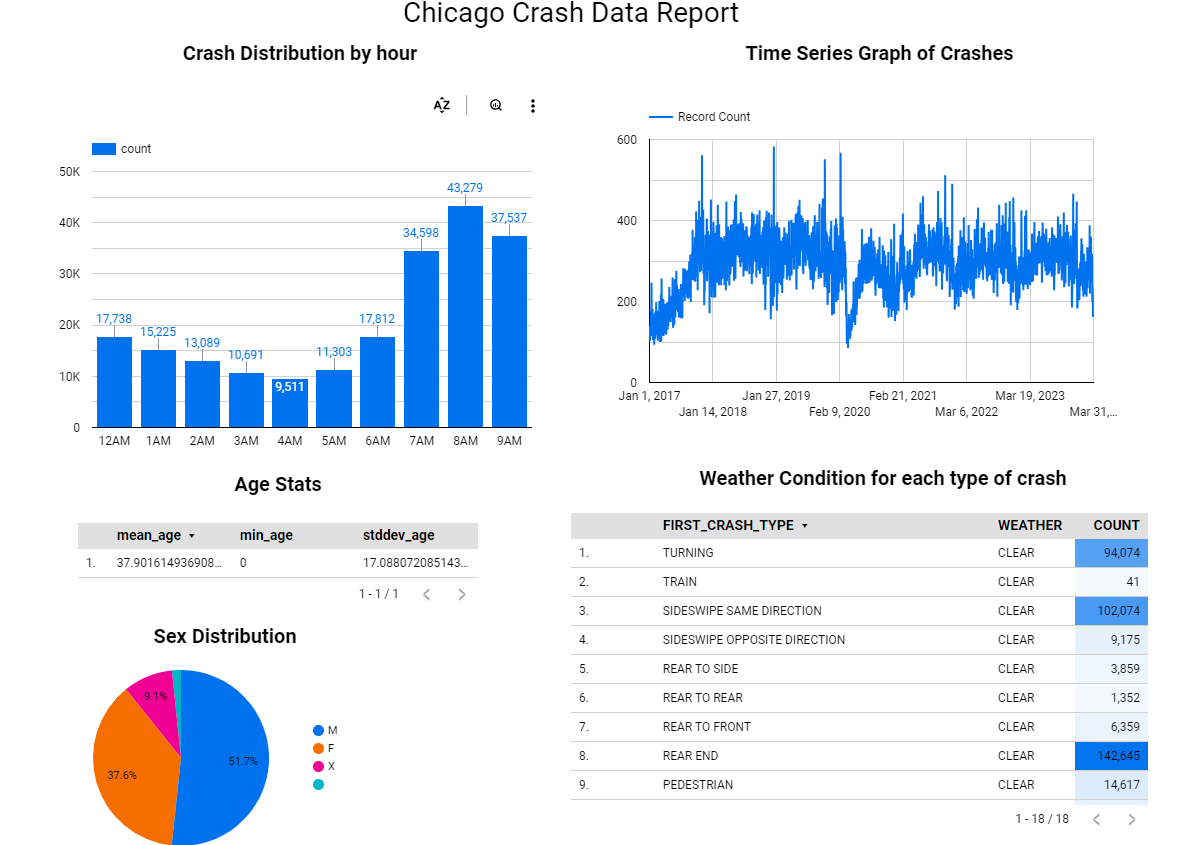 Chicago Crash Data Report
Crash Distribution by hour
AZ
count
50K
40K
30K
20K
10K
0
17,738
15,225
13,089
10,691
9,511
11,303
17,812
34,598
43,279
37,537
12AM 1AM 2AM 3AM 4AM 5AM 6AM 7AM 8AM 9AM
Time Series Graph of Crashes
Record Count
600
400
200
0
Jan 1, 2017 Jan 27, 2019 Feb 21, 2021 Mar 19, 2023
Jan 14, 2018 Feb 9, 2020 Mar 6, 2022 Mar 31,...
Age Stats
mean_age min_age stddev_age
1. 37.901614936908... 0 17.088072085143...
1 - 1 / 1
Sex Distribution
51.7%
37.6%
9.1%
M
F
X
Weather Condition for each type of crash
FIRST_CRASH_TYPE WEATHER COUNT
1. TURNING CLEAR 94,074
2. TRAIN CLEAR 41
3. SIDESWIPE SAME DIRECTION CLEAR 102,074
4. SIDESWIPE OPPOSITE DIRECTION CLEAR 9,175
5. REAR TO SIDE CLEAR 3,859
6. REAR TO REAR CLEAR 1,352
7. REAR TO FRONT CLEAR 6,359
8. REAR END CLEAR 142,645
9. PEDESTRIAN CLEAR 14,617
1 - 18 / 18